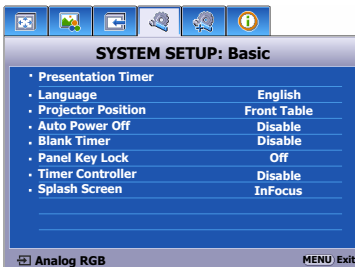 SYSTEM SETUP: Basic
Presentation Timer
Language English
Projector Position Front Table
Auto Power Off Disable
Blank Timer Disable
Panel Key Lock Off
Timer Controller Disable
Splash Screen InFocus
Analog RGB MENU Exit